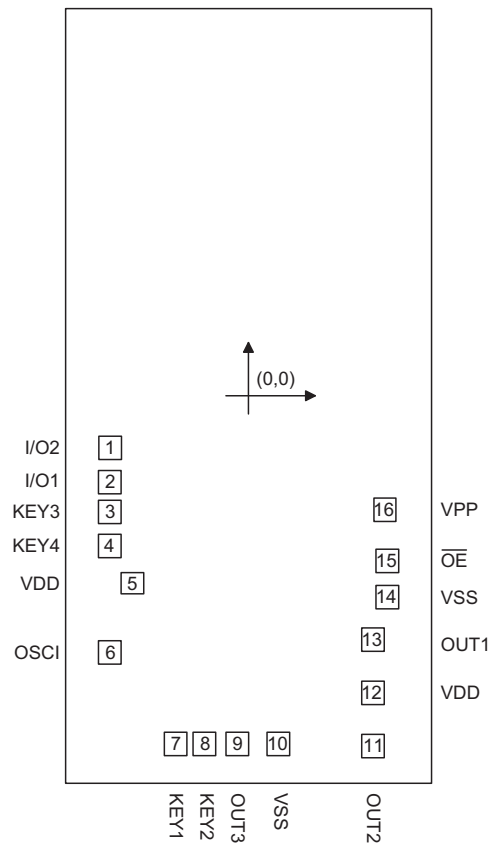 (0,0)
I/O2 1
I/O1 2
KEY3 3
16 VPP
KEY4 4
15 O̅E̅
VDD 5
14 VSS
13 OUT1
OSCI 6
12 VDD
7 8 9 10 11
KEY1
KEY2
OUT3
VSS
OUT2